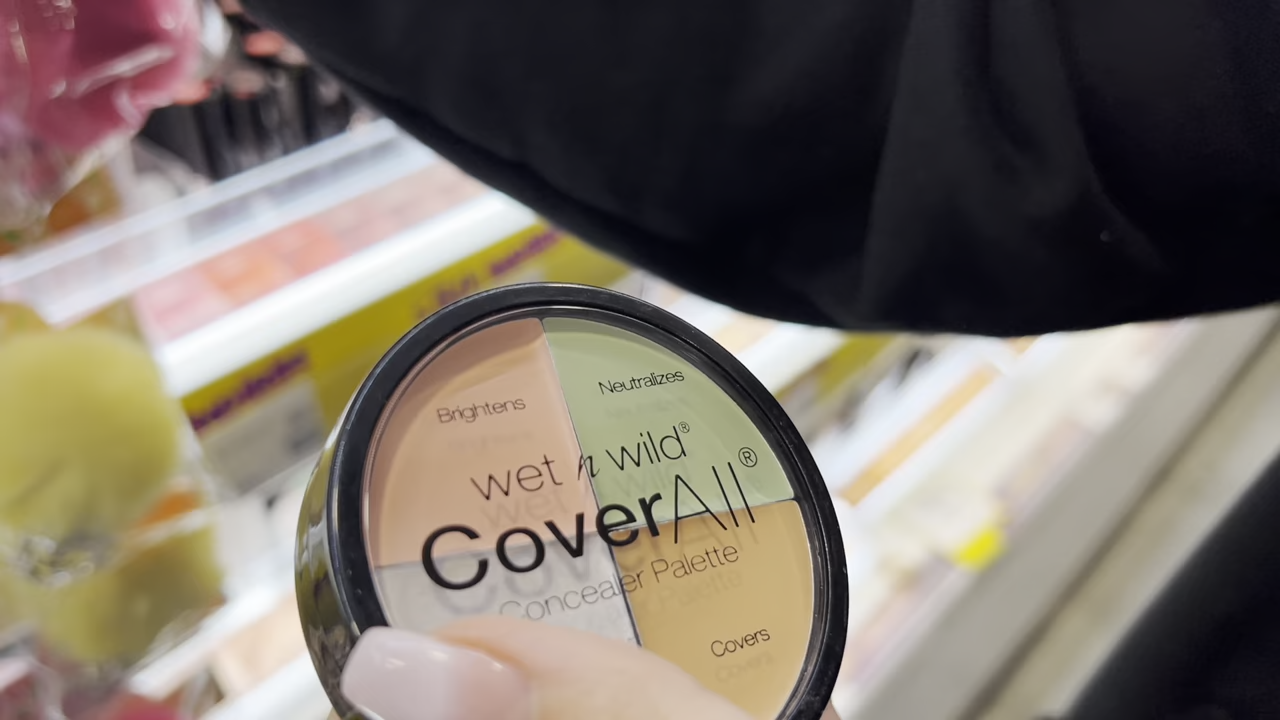 Brightens
Neutralizes
wet n wild®
CoverAll®
Concealer Palette
Covers